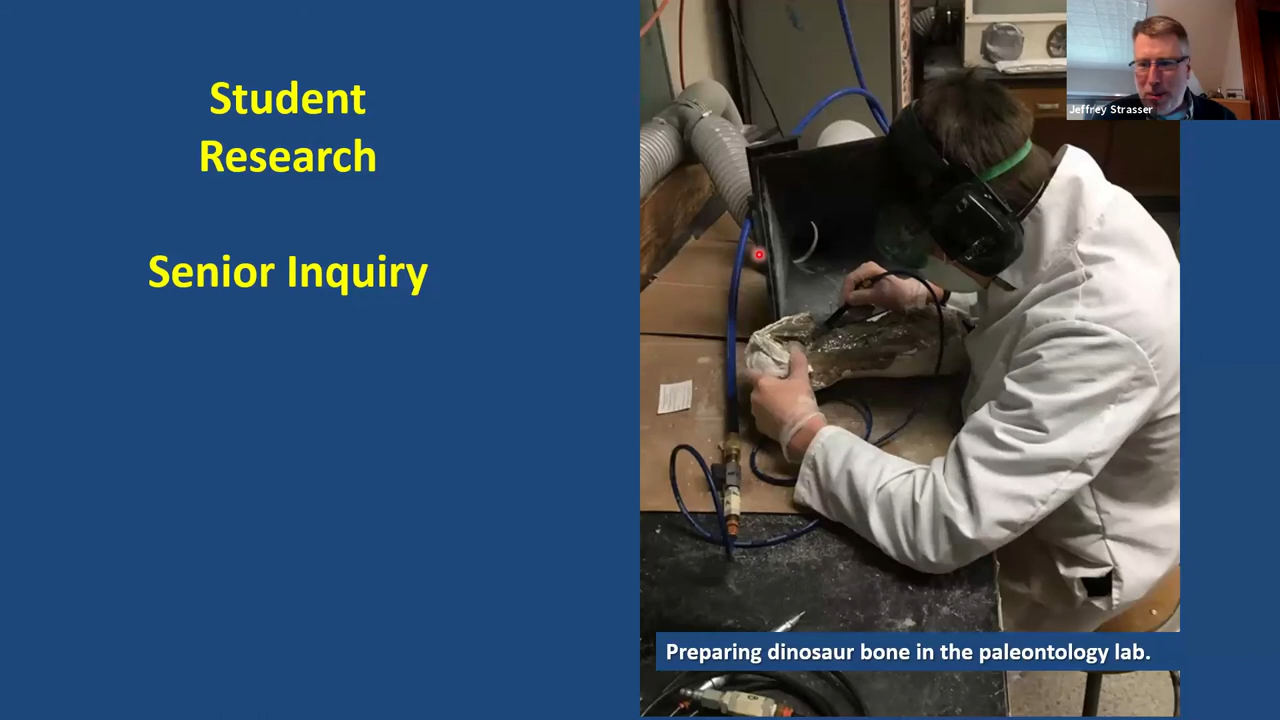 Student
Research
Senior Inquiry
Jeffrey Strasser
Preparing dinosaur bone in the paleontology lab.